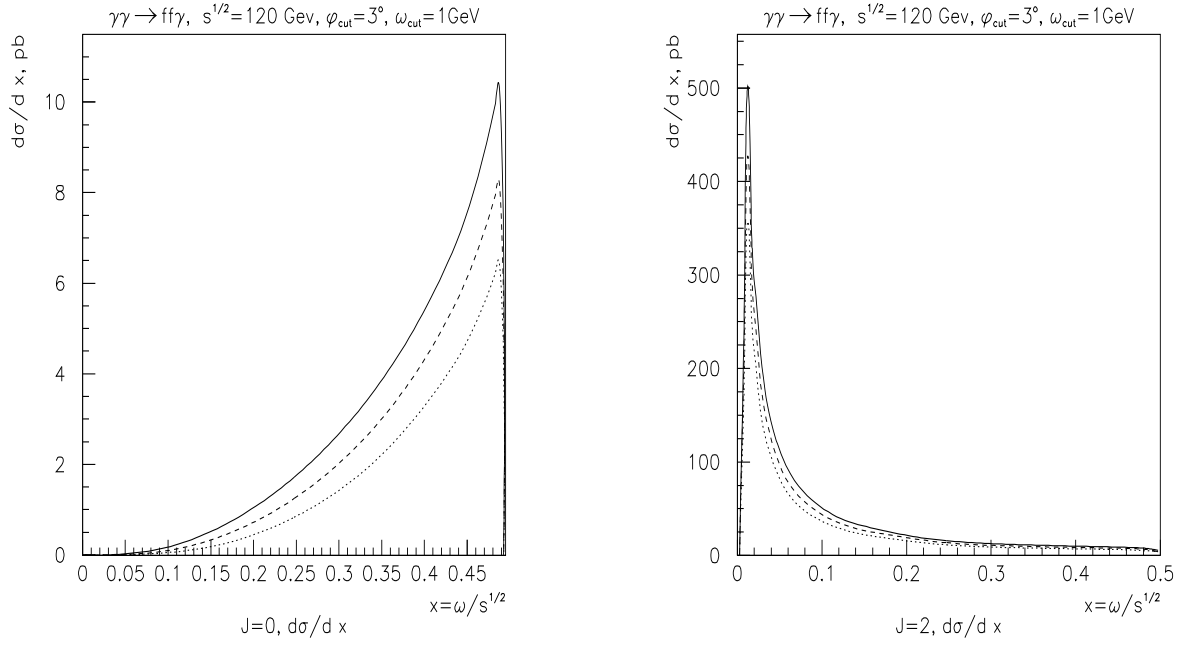 γγ→ffγ, s^1/2=120 Gev, φcut=3°, ωcut=1GeV
dσ/d x, pb
10
8
6
4
2
0
0 0.05 0.1 0.15 0.2 0.25 0.3 0.35 0.4 0.45
x=ω/s^1/2
J=0, dσ/d x
γγ→ffγ, s^1/2=120 Gev, φcut=3°, ωcut=1GeV
dσ/d x, pb
500
400
300
200
100
0
0 0.1 0.2 0.3 0.4 0.5
x=ω/s^1/2
J=2, dσ/d x